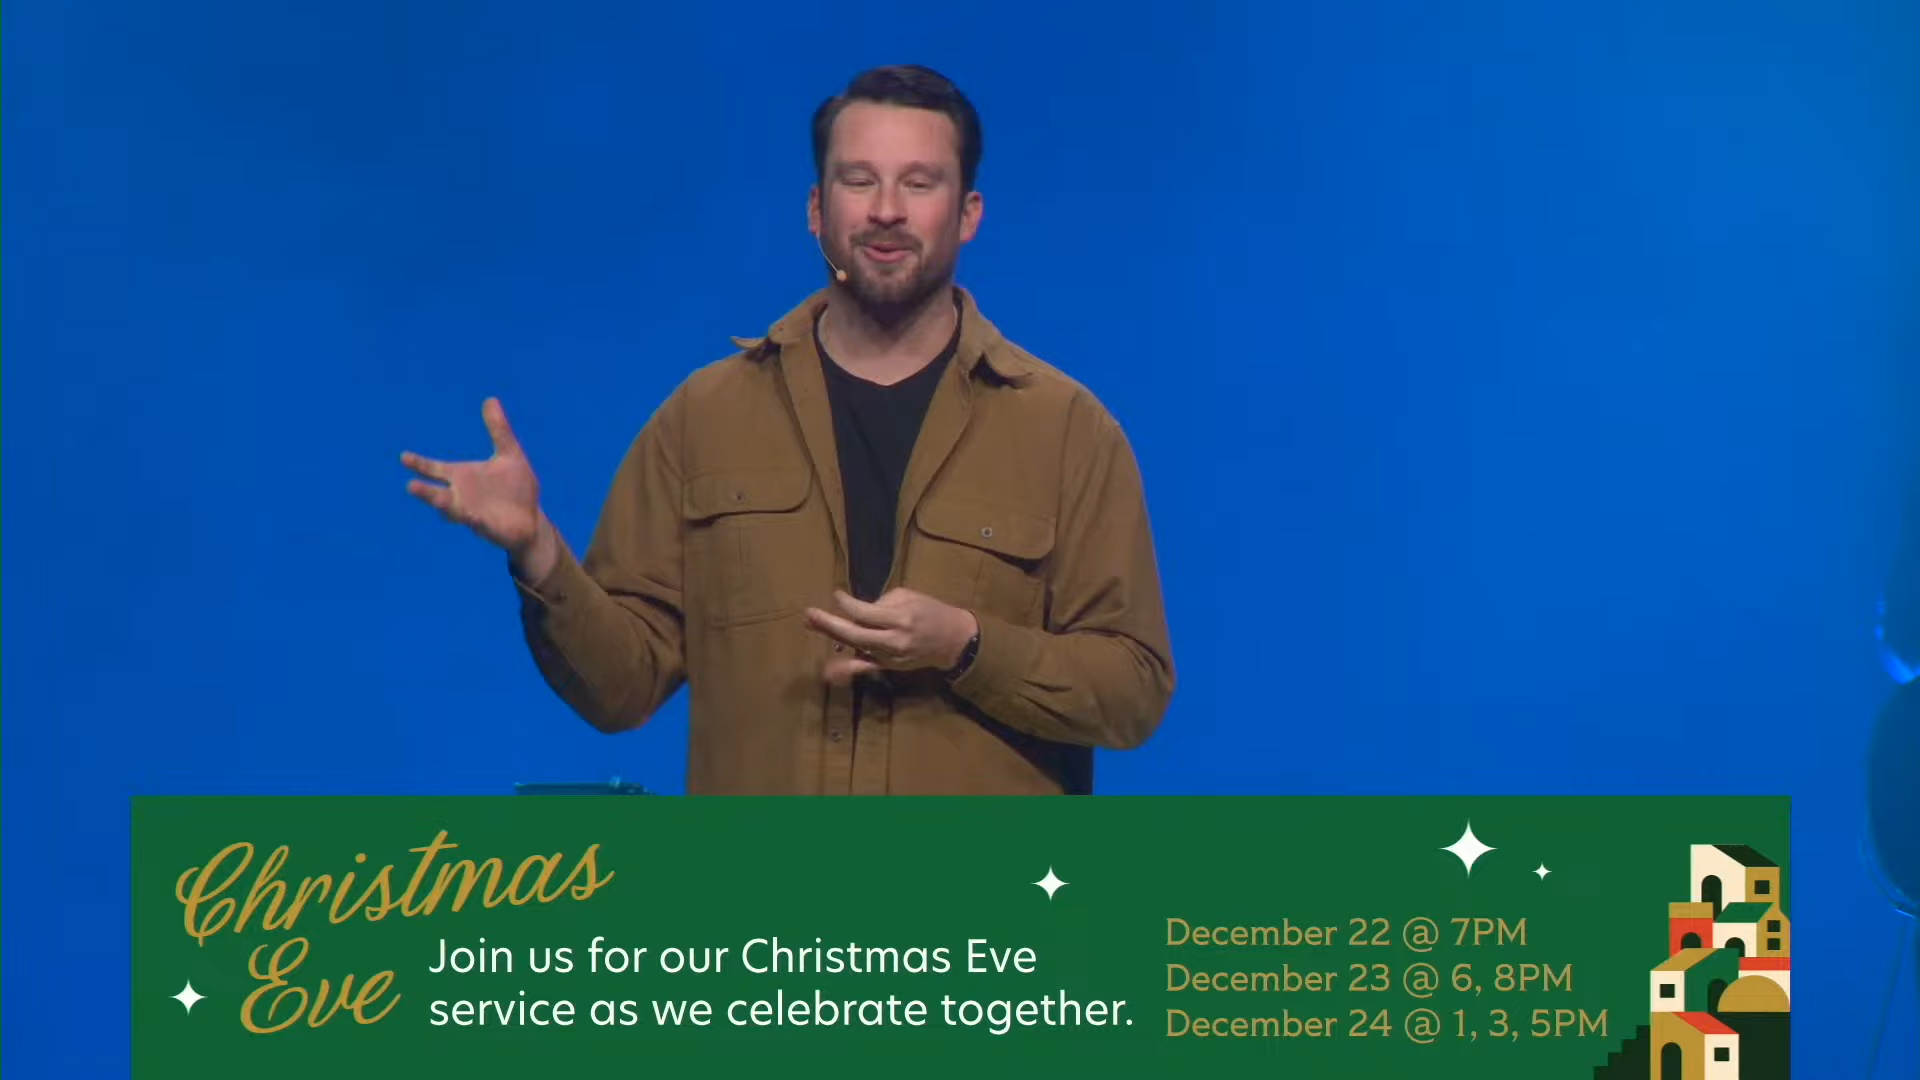 Christmas
Eve
Join us for our Christmas Eve
service as we celebrate together.
December 22 @ 7PM
December 23 @ 6, 8PM
December 24 @ 1, 3, 5PM